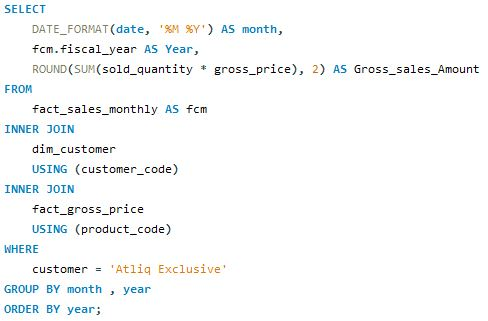 SELECT
DATE_FORMAT(date, '%M %Y') AS month,
fcm.fiscal_year AS Year,
ROUND(SUM(sold_quantity * gross_price), 2) AS Gross_sales_Amount
FROM
fact_sales_monthly AS fcm
INNER JOIN
dim_customer
USING (customer_code)
INNER JOIN
fact_gross_price
USING (product_code)
WHERE
customer = 'Atliq Exclusive'
GROUP BY month , year
ORDER BY year;